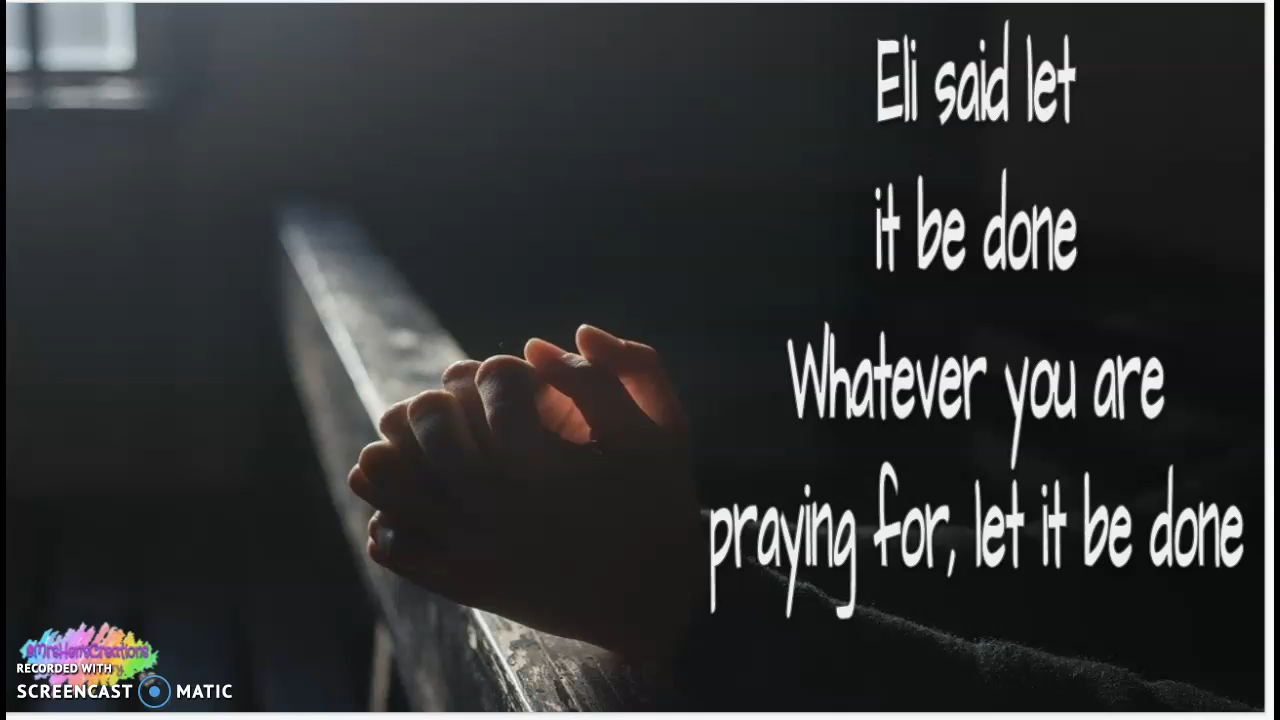 Eli said let
it be done
Whatever you are
praying for, let it be done
@MrsHamsCreations
RECORDED WITH
SCREENCAST MATIC